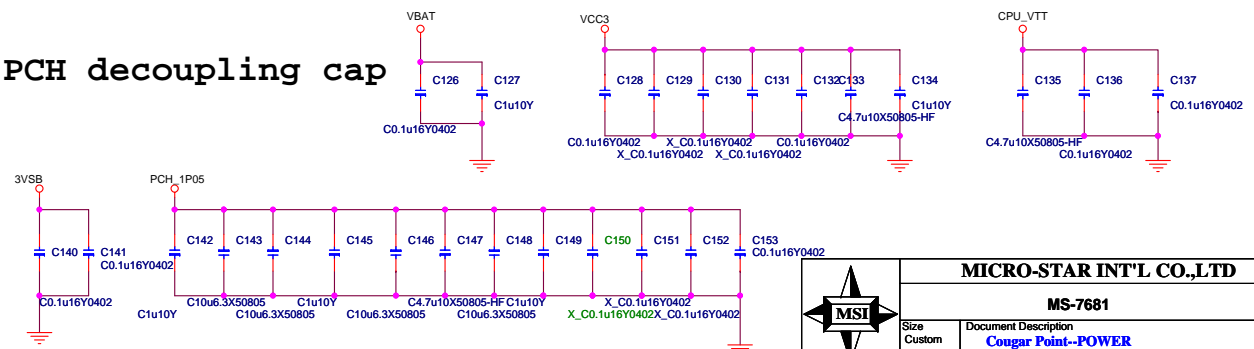 VBAT
VCC3
CPU_VTT
PCH decoupling cap
C126
C127
C128
C129
C130
C131
C132
C133
C134
C135
C136
C137
C1u10Y
C1u10Y
C0.1u16Y0402
C4.7u10X50805-HF
C0.1u16Y0402
C0.1u16Y0402
X_C0.1u16Y0402
C0.1u16Y0402
C4.7u10X50805-HF
X_C0.1u16Y0402
X_C0.1u16Y0402
C0.1u16Y0402
3VSB
PCH_1P05
C140
C141
C142
C143
C144
C145
C146
C147
C148
C149
C150
C151
C152
C153
C0.1u16Y0402
C0.1u16Y0402
C0.1u16Y0402
C10u6.3X50805
C1u10Y
C4.7u10X50805-HF
C1u10Y
X_C0.1u16Y0402
C1u10Y
C10u6.3X50805
C10u6.3X50805
C10u6.3X50805
X_C0.1u16Y0402
X_C0.1u16Y0402
MSI
MICRO-STAR INT'L CO.,LTD
MS-7681
Size
Custom
Document Description
Cougar Point--POWER